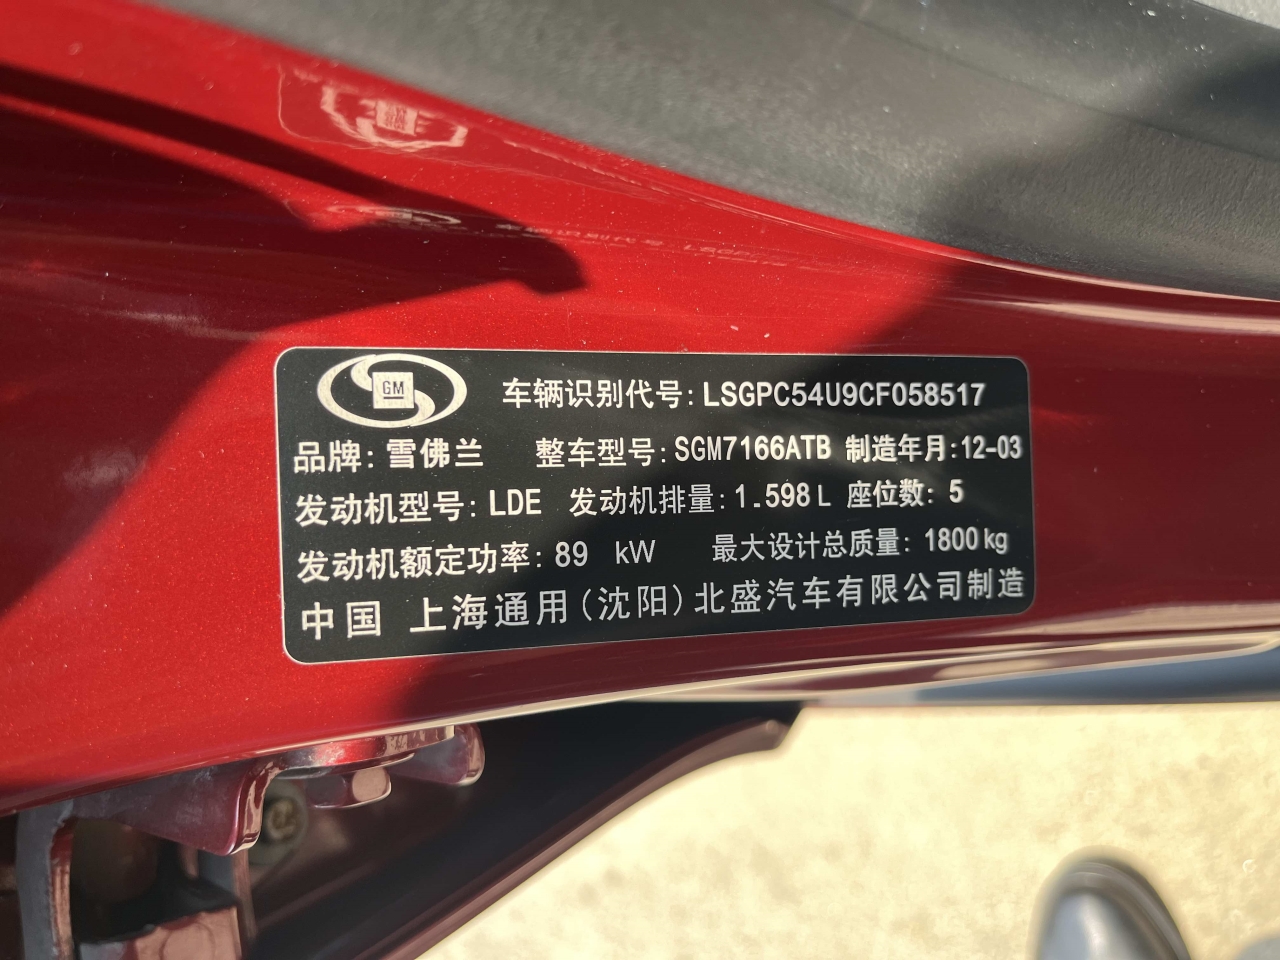 GM
车辆识别代号: LSGPC54U9CF058517
品牌: 雪佛兰 整车型号: SGM7166ATB 制造年月: 12-03
发动机型号: LDE 发动机排量: 1.598 L 座位数: 5
发动机额定功率: 89 kW 最大设计总质量: 1800 kg
中国 上海通用(沈阳)北盛汽车有限公司制造